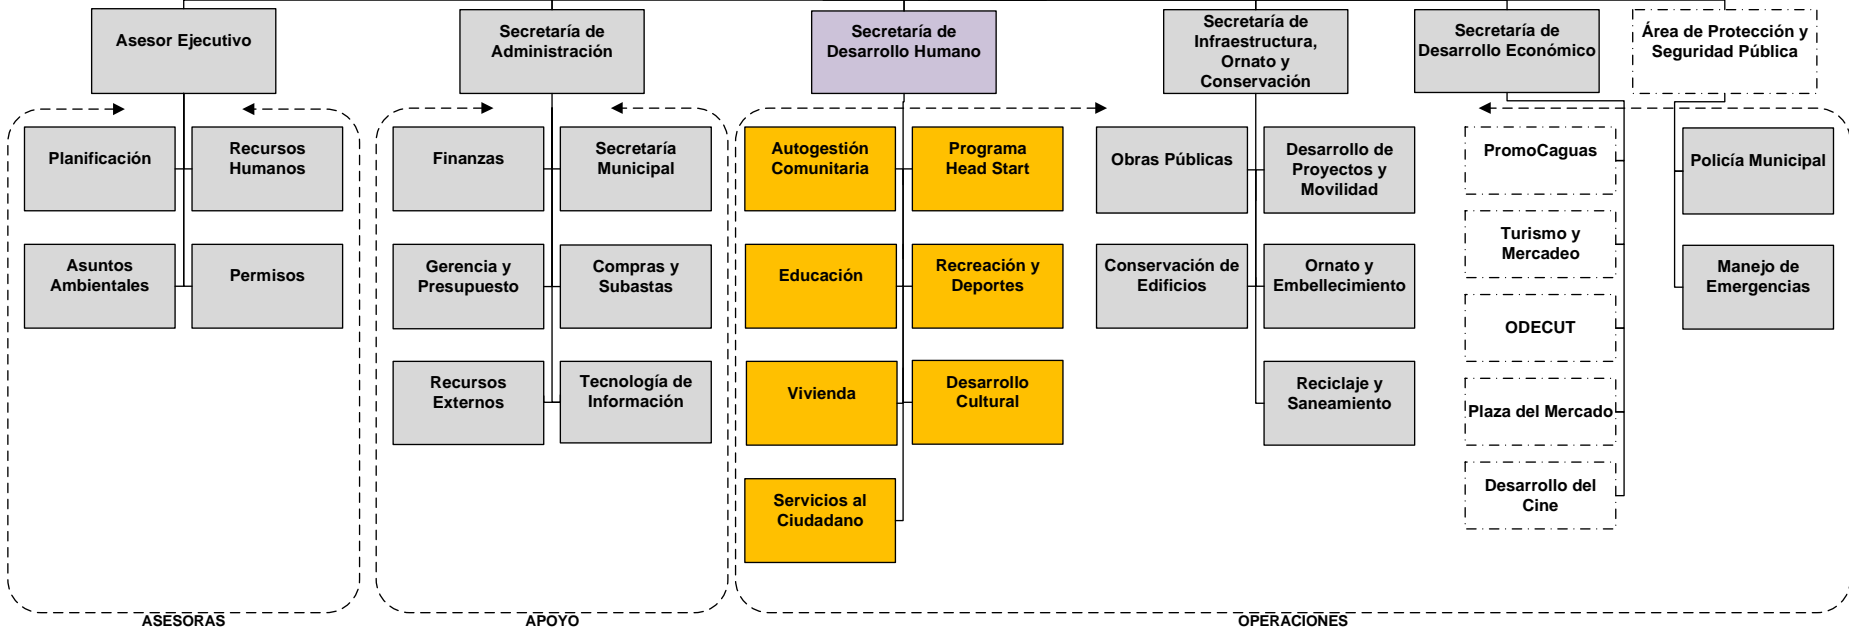 Asesor Ejecutivo
Secretaría de
Administración
Secretaría de
Desarrollo Humano
Secretaría de
Infraestructura,
Ornato y
Conservación
Secretaría de
Desarrollo Económico
Área de Protección y
Seguridad Pública
Planificación
Recursos
Humanos
Asuntos
Ambientales
Permisos
Finanzas
Secretaría
Municipal
Gerencia y
Presupuesto
Compras y
Subastas
Recursos
Externos
Tecnología de
Información
Autogestión
Comunitaria
Programa
Head Start
Educación
Recreación y
Deportes
Vivienda
Desarrollo
Cultural
Servicios al
Ciudadano
Obras Públicas
Desarrollo de
Proyectos y
Movilidad
Conservación de
Edificios
Ornato y
Embellecimiento
Reciclaje y
Saneamiento
PromoCaguas
Turismo y
Mercadeo
ODECUT
Plaza del Mercado
Desarrollo del
Cine
Policía Municipal
Manejo de
Emergencias
ASESORAS
APOYO
OPERACIONES